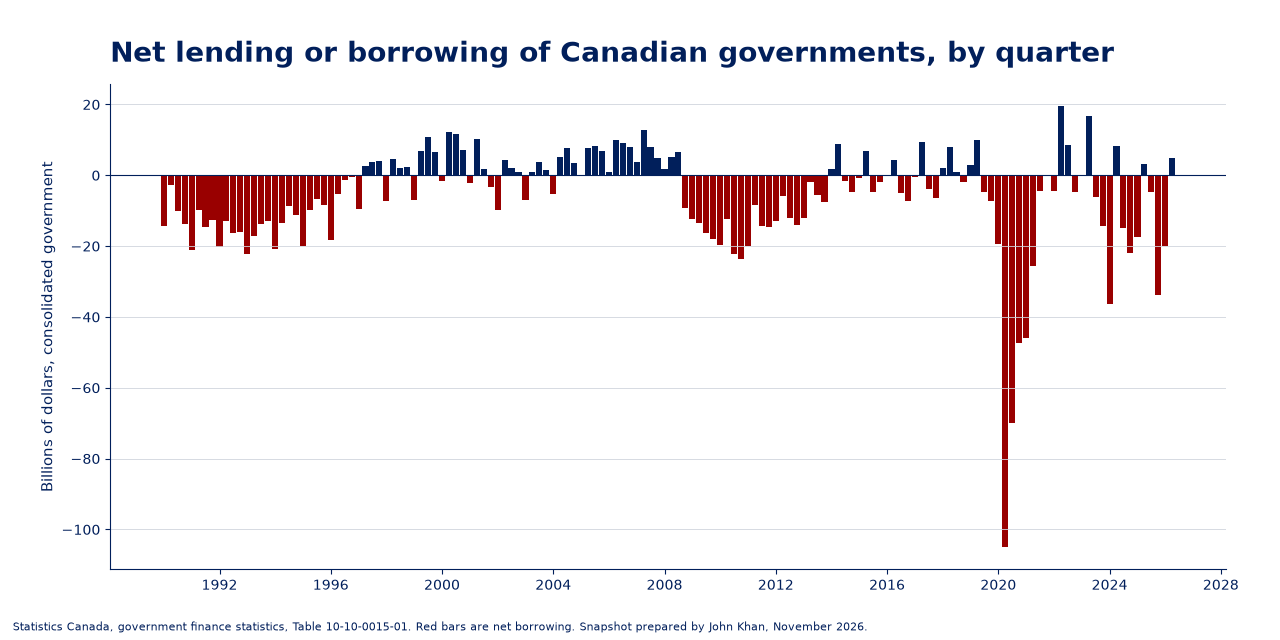 Net lending or borrowing of Canadian governments, by quarter
Billions of dollars, consolidated government
20
0
−20
−40
−60
−80
−100
1992 1996 2000 2004 2008 2012 2016 2020 2024 2028
Statistics Canada, government finance statistics, Table 10-10-0015-01. Red bars are net borrowing. Snapshot prepared by John Khan, November 2026.